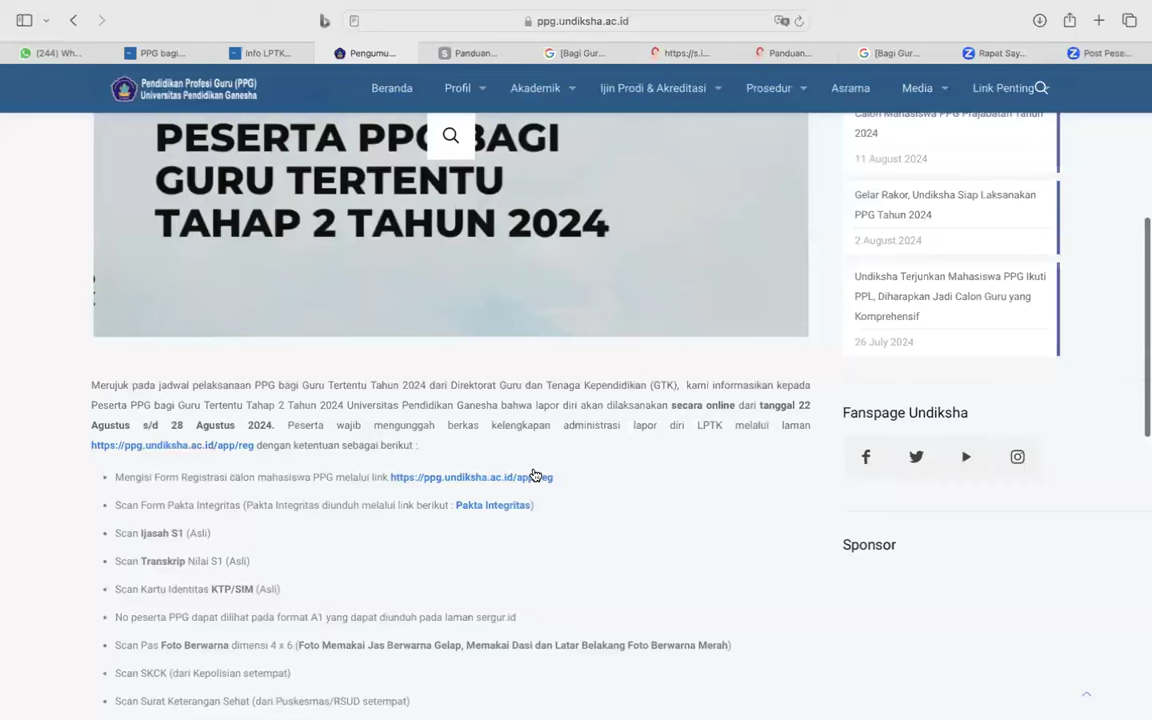 ppg.undiksha.ac.id
(244) Wh...
PPG bagi...
Info LPTK...
Pengumu...
Panduan...
[Bagi Gur...
https://s.i...
Panduan...
[Bagi Gur...
Rapat Say...
Post Pese...
Pendidikan Profesi Guru (PPG)
Universitas Pendidikan Ganesha
Beranda
Profil
Akademik
Ijin Prodi & Akreditasi
Prosedur
Asrama
Media
Link Penting
PESERTA PPG BAGI
GURU TERTENTU
TAHAP 2 TAHUN 2024
Merujuk pada jadwal pelaksanaan PPG bagi Guru Tertentu Tahun 2024 dari Direktorat Guru dan Tenaga Kependidikan (GTK), kami informasikan kepada
Peserta PPG bagi Guru Tertentu Tahap 2 Tahun 2024 Universitas Pendidikan Ganesha bahwa lapor diri akan dilaksanakan secara online dari tanggal 22
Agustus s/d 28 Agustus 2024. Peserta wajib mengunggah berkas kelengkapan administrasi lapor diri LPTK melalui laman
https://ppg.undiksha.ac.id/app/reg dengan ketentuan sebagai berikut :
Mengisi Form Registrasi calon mahasiswa PPG melalui link https://ppg.undiksha.ac.id/app/reg
Scan Form Pakta Integritas (Pakta Integritas diunduh melalui link berikut : Pakta Integritas)
Scan Ijasah S1 (Asli)
Scan Transkrip Nilai S1 (Asli)
Scan Kartu Identitas KTP/SIM (Asli)
No peserta PPG dapat dilihat pada format A1 yang dapat diunduh pada laman sergur.id
Scan Pas Foto Berwarna dimensi 4 x 6 (Foto Memakai Jas Berwarna Gelap, Memakai Dasi dan Latar Belakang Foto Berwarna Merah)
Scan SKCK (dari Kepolisian setempat)
Scan Surat Keterangan Sehat (dari Puskesmas/RSUD setempat)
Calon Mahasiswa PPG Prajabatan Tahun
2024
11 August 2024
Gelar Rakor, Undiksha Siap Laksanakan
PPG Tahun 2024
2 August 2024
Undiksha Terjunkan Mahasiswa PPG Ikuti
PPL, Diharapkan Jadi Calon Guru yang
Komprehensif
26 July 2024
Fanspage Undiksha
Sponsor